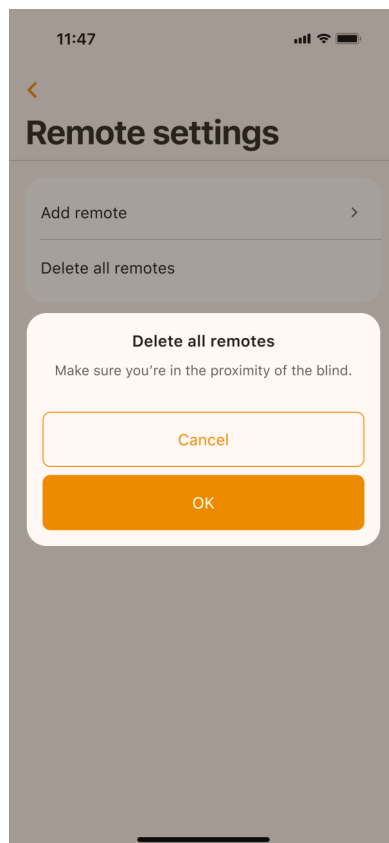 11:47
Remote settings
Add remote
Delete all remotes
Delete all remotes
Make sure you're in the proximity of the blind.
Cancel
OK